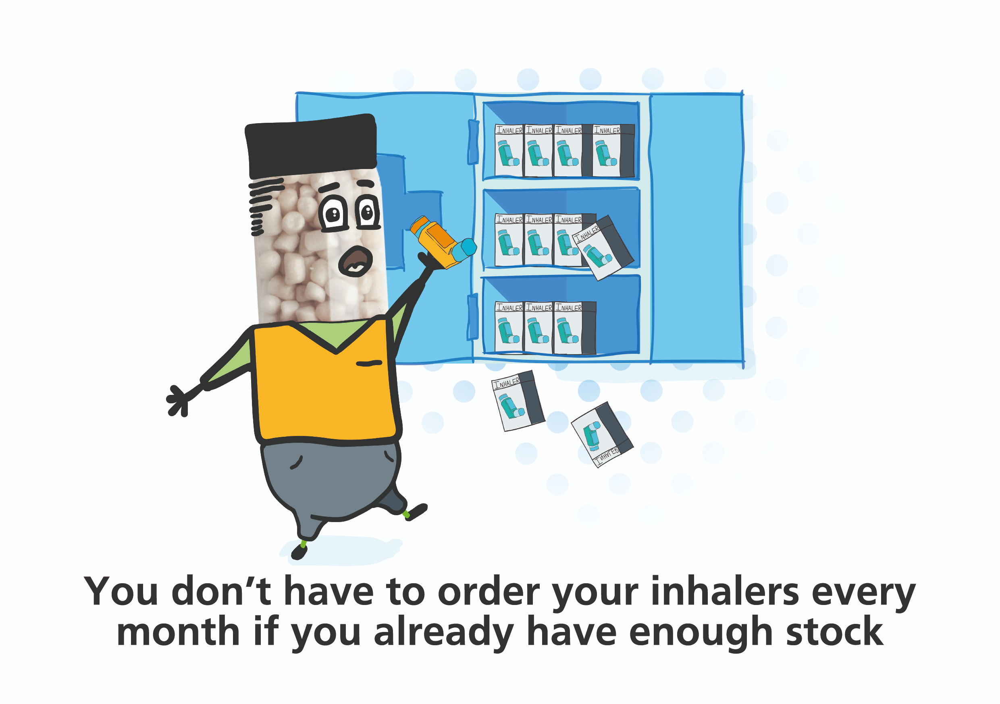 INHALER INHALER INHALER INHALER
INHALER INHALER INHALER INHALER
INHALER INHALER INHALER
INHALER
INHALER
You don‘t have to order your inhalers every
month if you already have enough stock